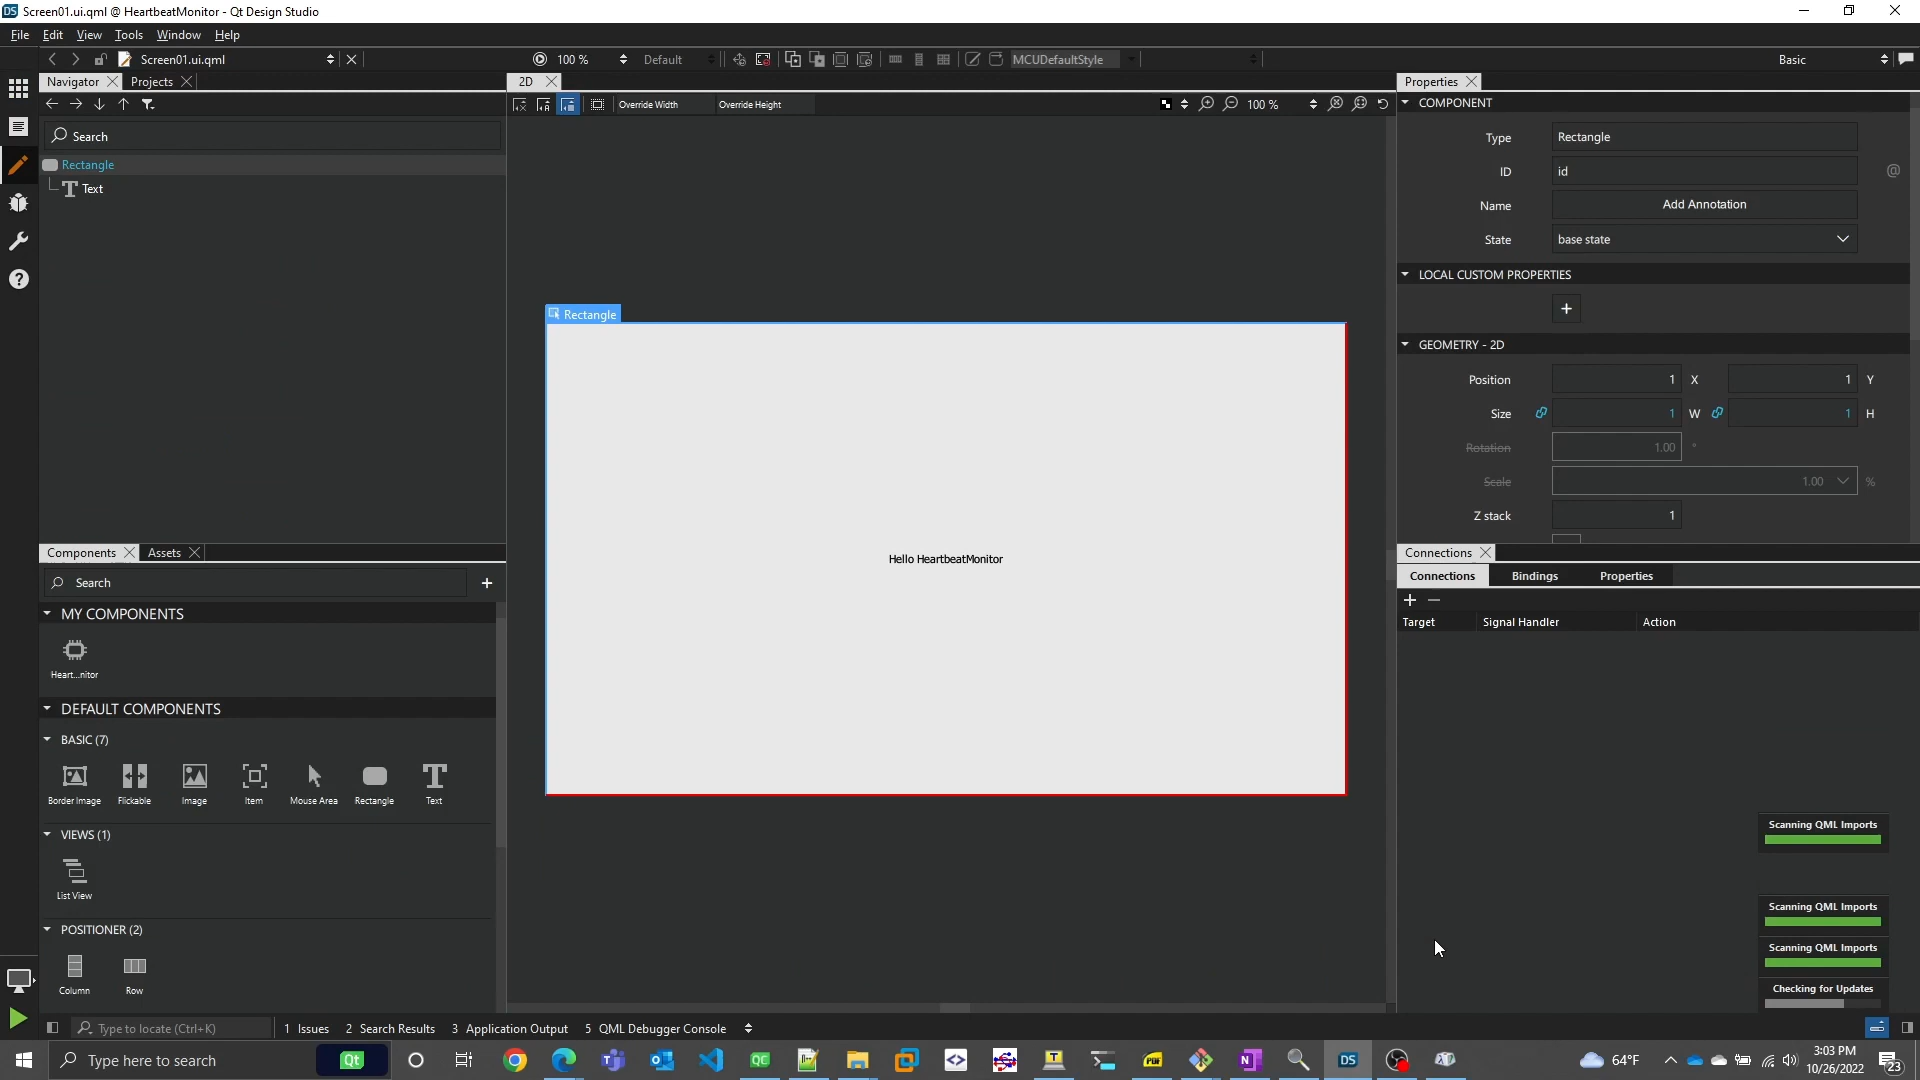 Screen01.ui.qml @ HeartbeatMonitor - Qt Design Studio
File Edit View Tools Window Help
Screen01.ui.qml
100 %
Default
MCUDefaultStyle
Basic
Navigator
Projects
2D
Properties
Override Width
Override Height
100 %
COMPONENT
Search
Type
Rectangle
Rectangle
Text
ID
id
@
Name
Add Annotation
State
base state
LOCAL CUSTOM PROPERTIES
+
Rectangle
GEOMETRY - 2D
Position
1 X
1 Y
Size
1 W
1 H
Rotation
1.00 °
Scale
1.00 %
Z stack
1
Hello HeartbeatMonitor
Components
Assets
Connections
Search
+
Connections
Bindings
Properties
MY COMPONENTS
Target
Signal Handler
Action
Heart...nitor
DEFAULT COMPONENTS
BASIC (7)
Border Image
Flickable
Image
Item
Mouse Area
Rectangle
Text
VIEWS (1)
List View
POSITIONER (2)
Column
Row
Scanning QML Imports
Scanning QML Imports
Scanning QML Imports
Checking for Updates
Type to locate (Ctrl+K)
1 Issues
2 Search Results
3 Application Output
5 QML Debugger Console
Type here to search
Qt
QC
DS
64°F
3:03 PM
10/26/2022
23